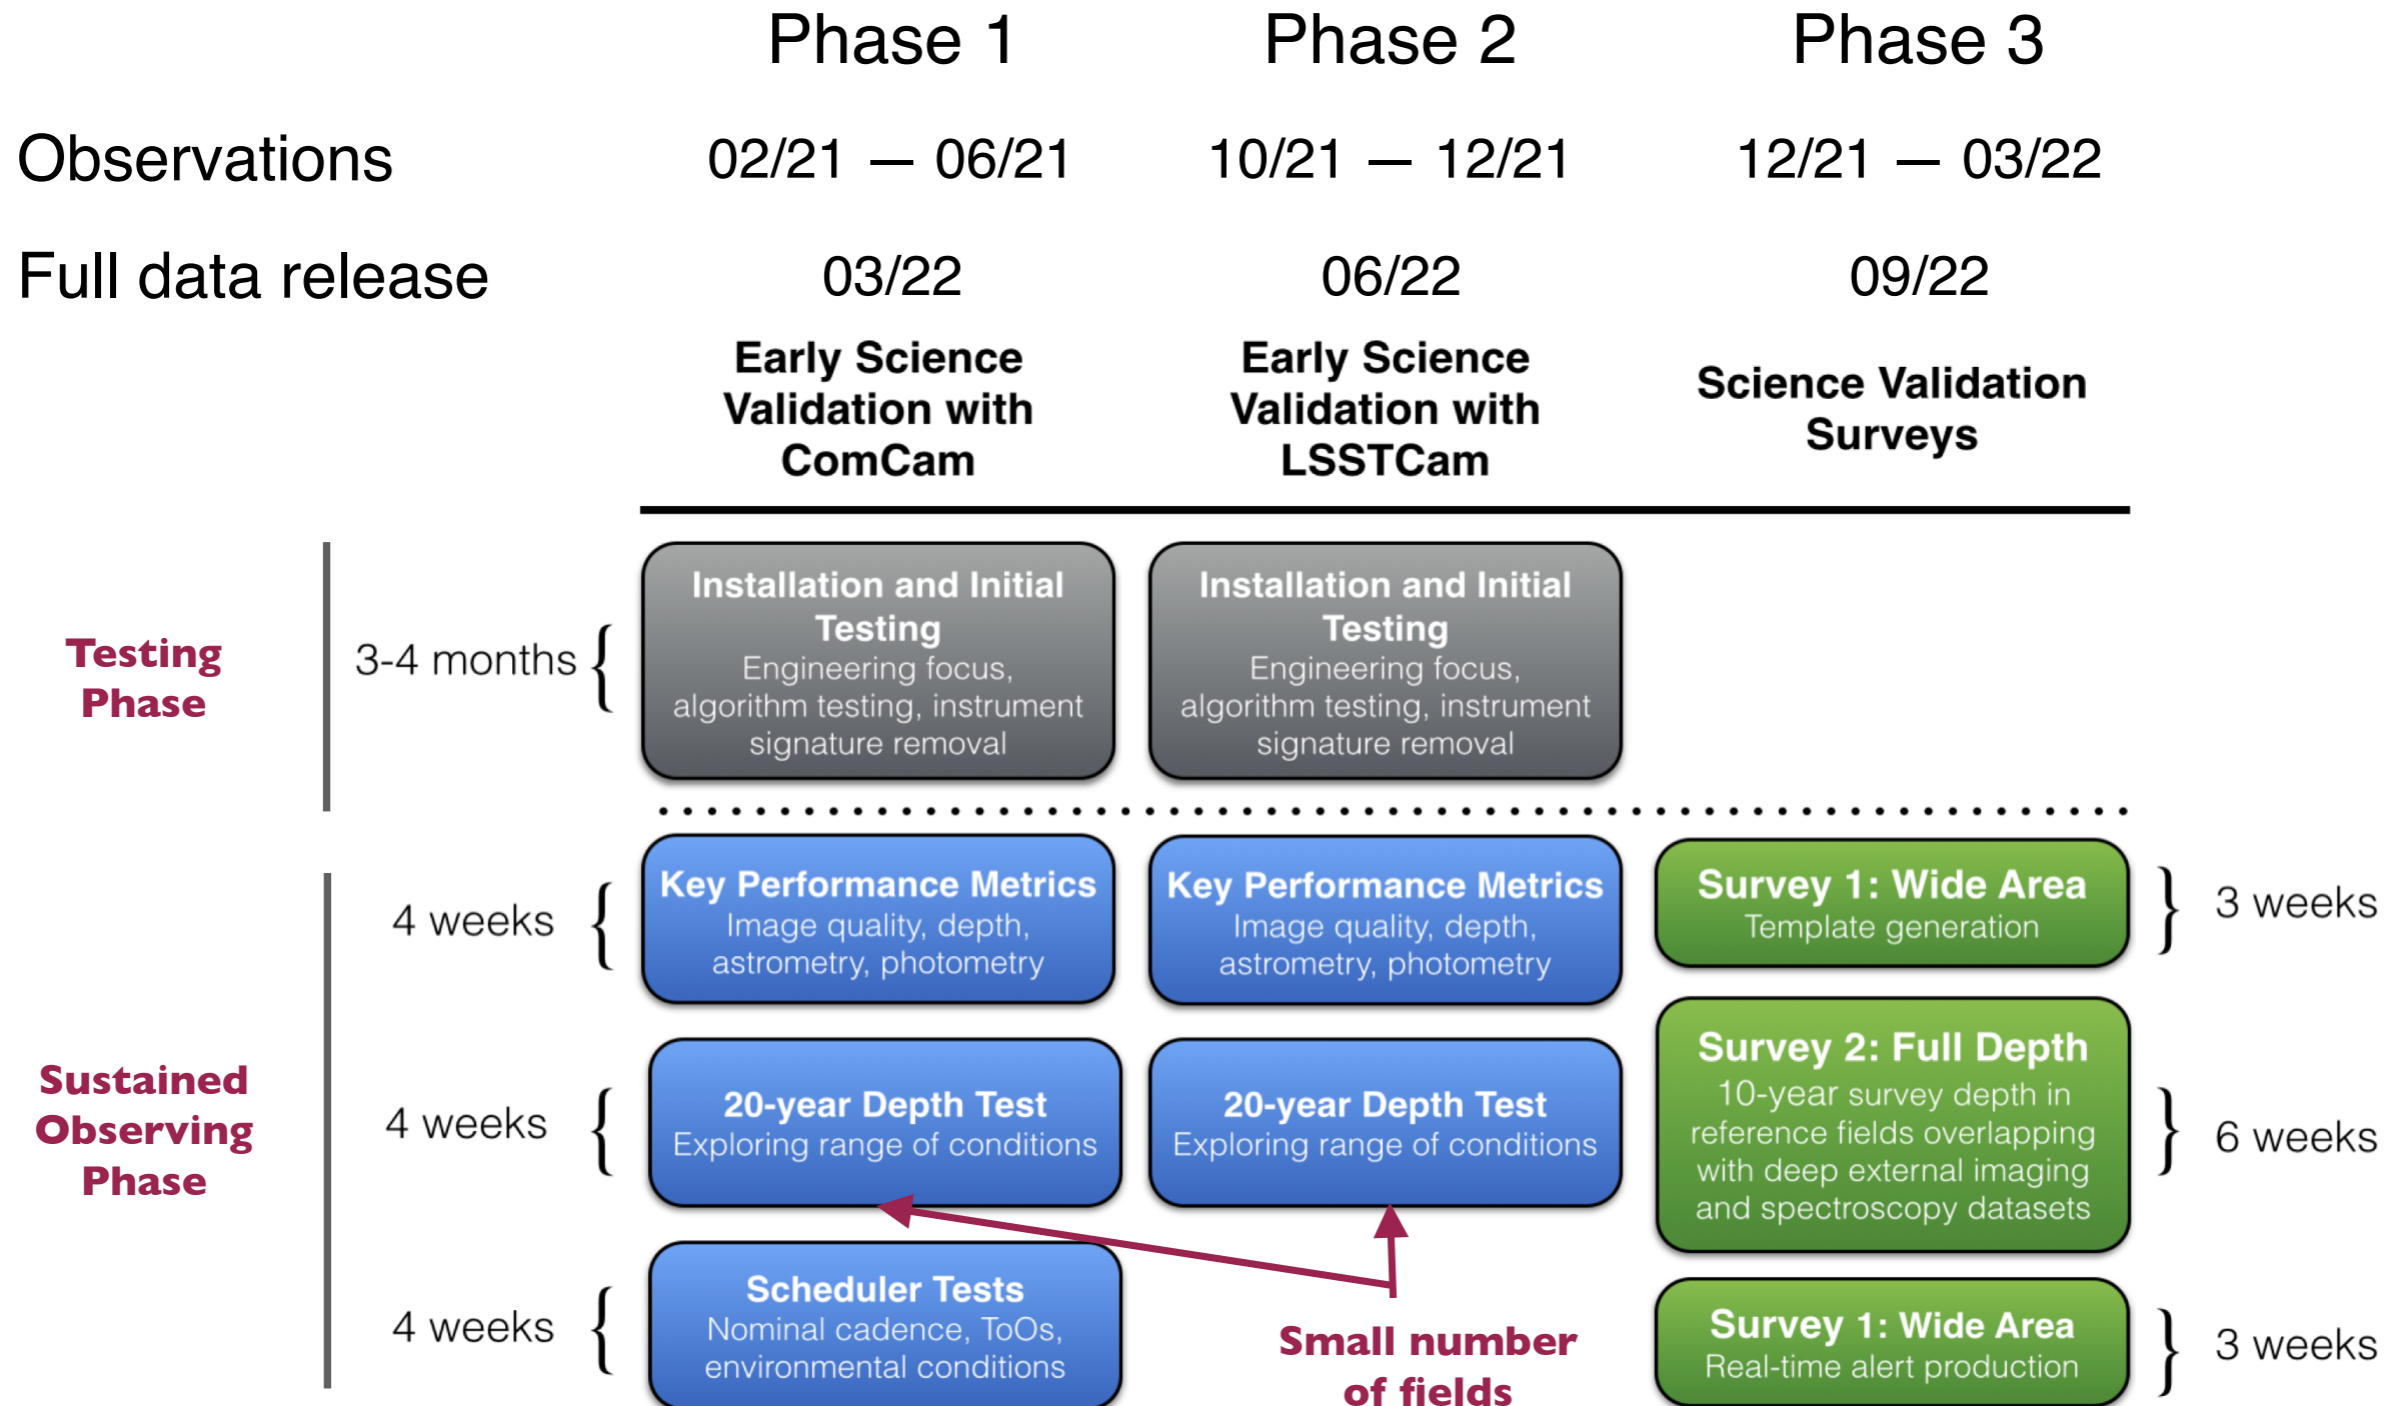 Phase 1 Phase 2 Phase 3
Observations 02/21 — 06/21 10/21 — 12/21 12/21 — 03/22
Full data release 03/22 06/22 09/22
Early Science
Validation with
ComCam
Early Science
Validation with
LSSTCam
Science Validation
Surveys
Testing
Phase
3-4 months {
Installation and Initial
Testing
Engineering focus,
algorithm testing, instrument
signature removal
Installation and Initial
Testing
Engineering focus,
algorithm testing, instrument
signature removal
Sustained
Observing
Phase
4 weeks {
Key Performance Metrics
Image quality, depth,
astrometry, photometry
Key Performance Metrics
Image quality, depth,
astrometry, photometry
Survey 1: Wide Area
Template generation
} 3 weeks
4 weeks {
20-year Depth Test
Exploring range of conditions
20-year Depth Test
Exploring range of conditions
Survey 2: Full Depth
10-year survey depth in
reference fields overlapping
with deep external imaging
and spectroscopy datasets
} 6 weeks
4 weeks {
Scheduler Tests
Nominal cadence, ToOs,
environmental conditions
Small number
of fields
Survey 1: Wide Area
Real-time alert production
} 3 weeks